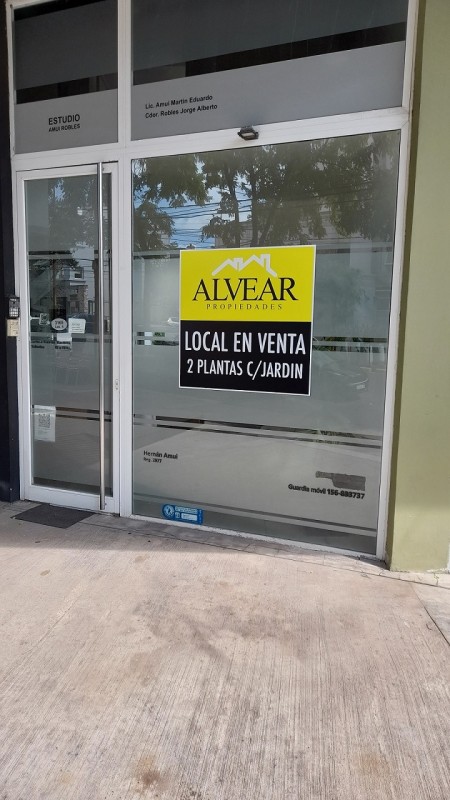 ESTUDIO
AMUI ROBLES
Lic. Amui Martin Eduardo
Cdor. Robles Jorge Alberto
ALVEAR
PROPIEDADES
LOCAL EN VENTA
2 PLANTAS C/JARDIN
Hernán Amui
Guardia móvil 156-880737